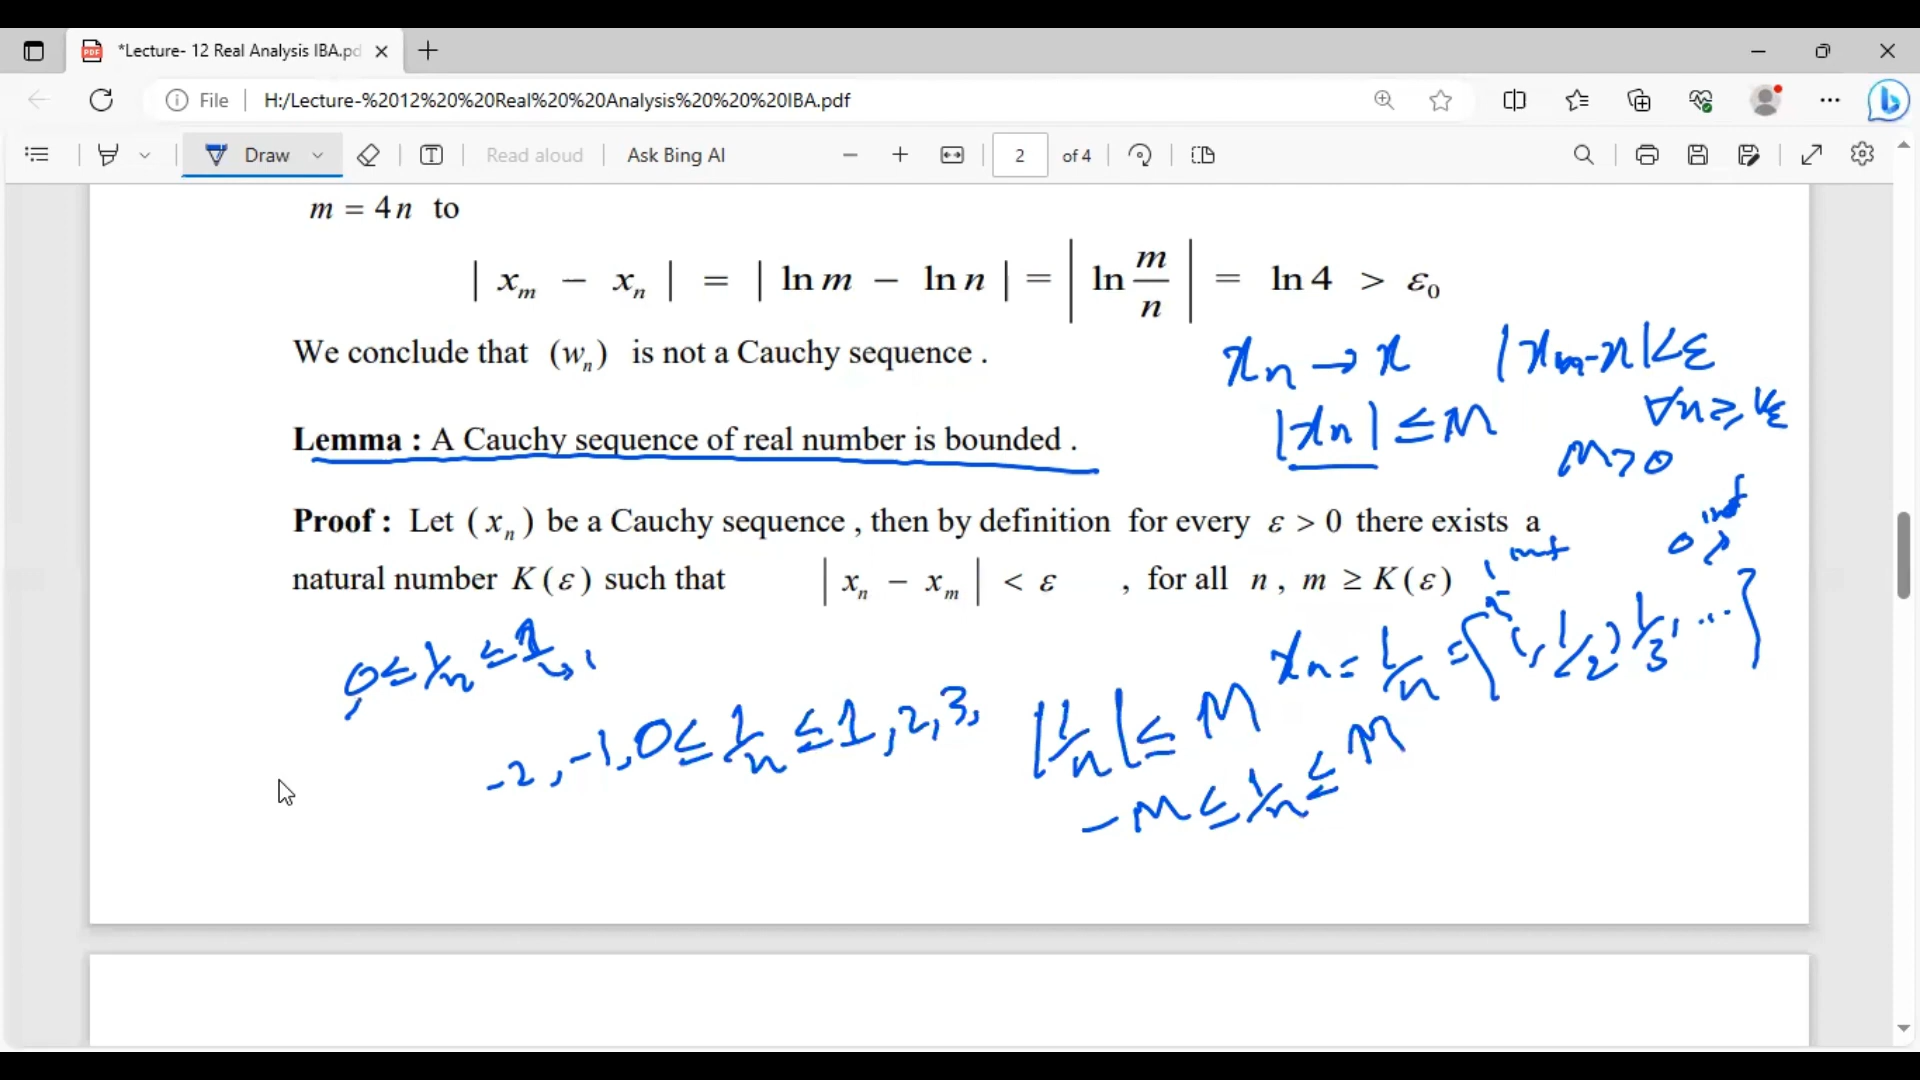 *Lecture- 12 Real Analysis IBA.pd
File H:/Lecture-%2012%20%20Real%20%20Analysis%20%20%20IBA.pdf
Draw Read aloud Ask Bing AI 2 of 4
m = 4n to
| x_m − x_n | = | ln m − ln n | = | ln m/n | = ln 4 > ε_0
We conclude that (w_n) is not a Cauchy sequence .
x_n → x |x_m - x| < ε
∀n ≥ K_ε
Lemma : A Cauchy sequence of real number is bounded .
|x_n| ≤ M
M > 0
Proof : Let ( x_n ) be a Cauchy sequence , then by definition for every ε > 0 there exists a
natural number K ( ε ) such that | x_n − x_m | < ε , for all n , m ≥ K ( ε )
0 ≤ 1/n ≤ 1
x_n = 1/n = { 1, 1/2, 1/3, ... }
-2, -1, 0 ≤ 1/n ≤ 1, 2, 3,
|1/n| ≤ M
-M ≤ 1/n ≤ M